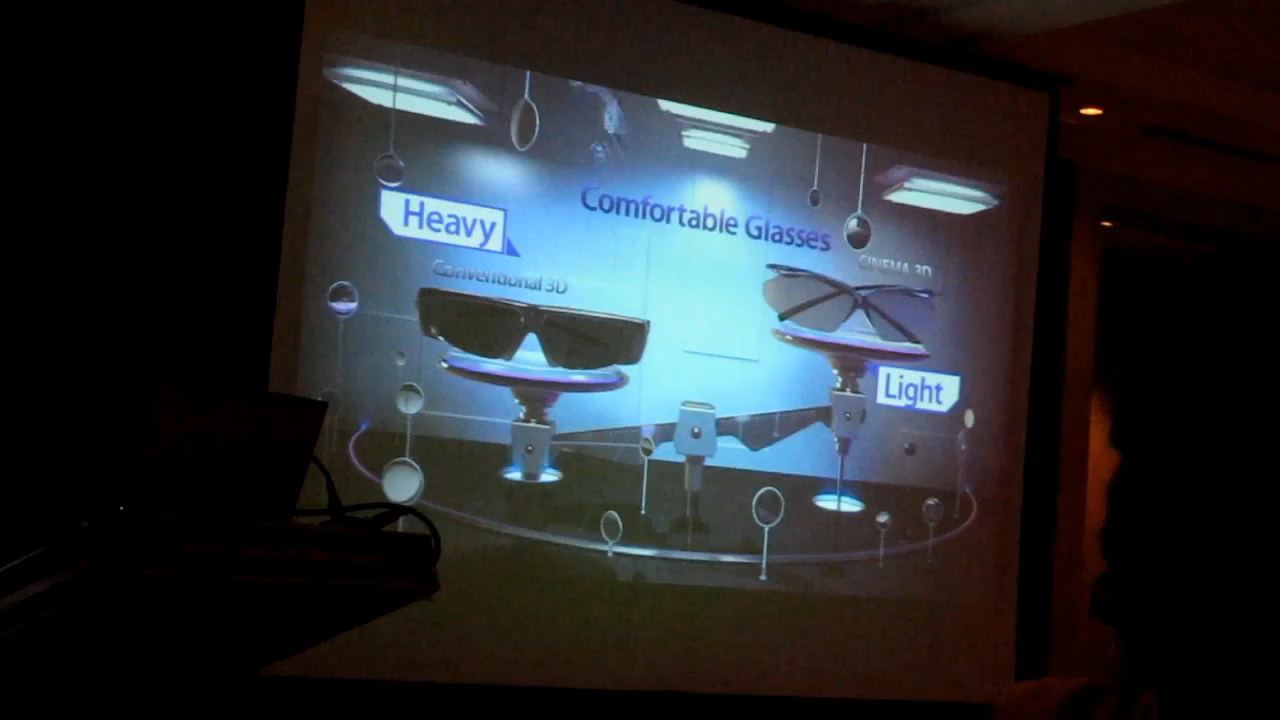 Comfortable Glasses
Heavy
Conventional 3D
CINEMA 3D
Light